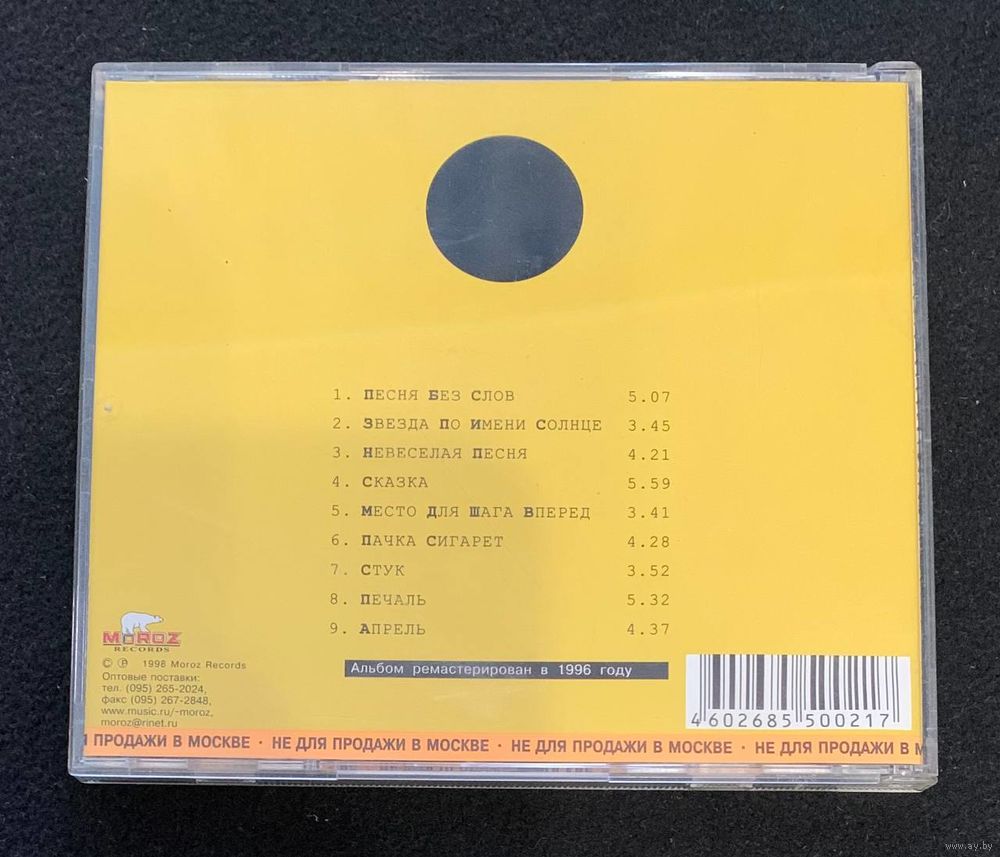 1. Песня Без Слов 5.07
2. Звезда По Имени Солнце 3.45
3. Невеселая Песня 4.21
4. Сказка 5.59
5. Место Для Шага Вперед 3.41
6. Пачка Сигарет 4.28
7. Стук 3.52
8. Печаль 5.32
9. Апрель 4.37
Альбом ремастерирован в 1996 году
MOROZ
RECORDS
© ℗ 1998 Moroz Records
Оптовые поставки:
тел. (095) 265-2024,
факс (095) 267-2848,
www.music.ru/~moroz,
moroz@rinet.ru
4 602685 500217
Я ПРОДАЖИ В МОСКВЕ · НЕ ДЛЯ ПРОДАЖИ В МОСКВЕ · НЕ ДЛЯ ПРОДАЖИ В МОСКВЕ · НЕ ДЛЯ ПРОДАЖИ В М
www.ay.by